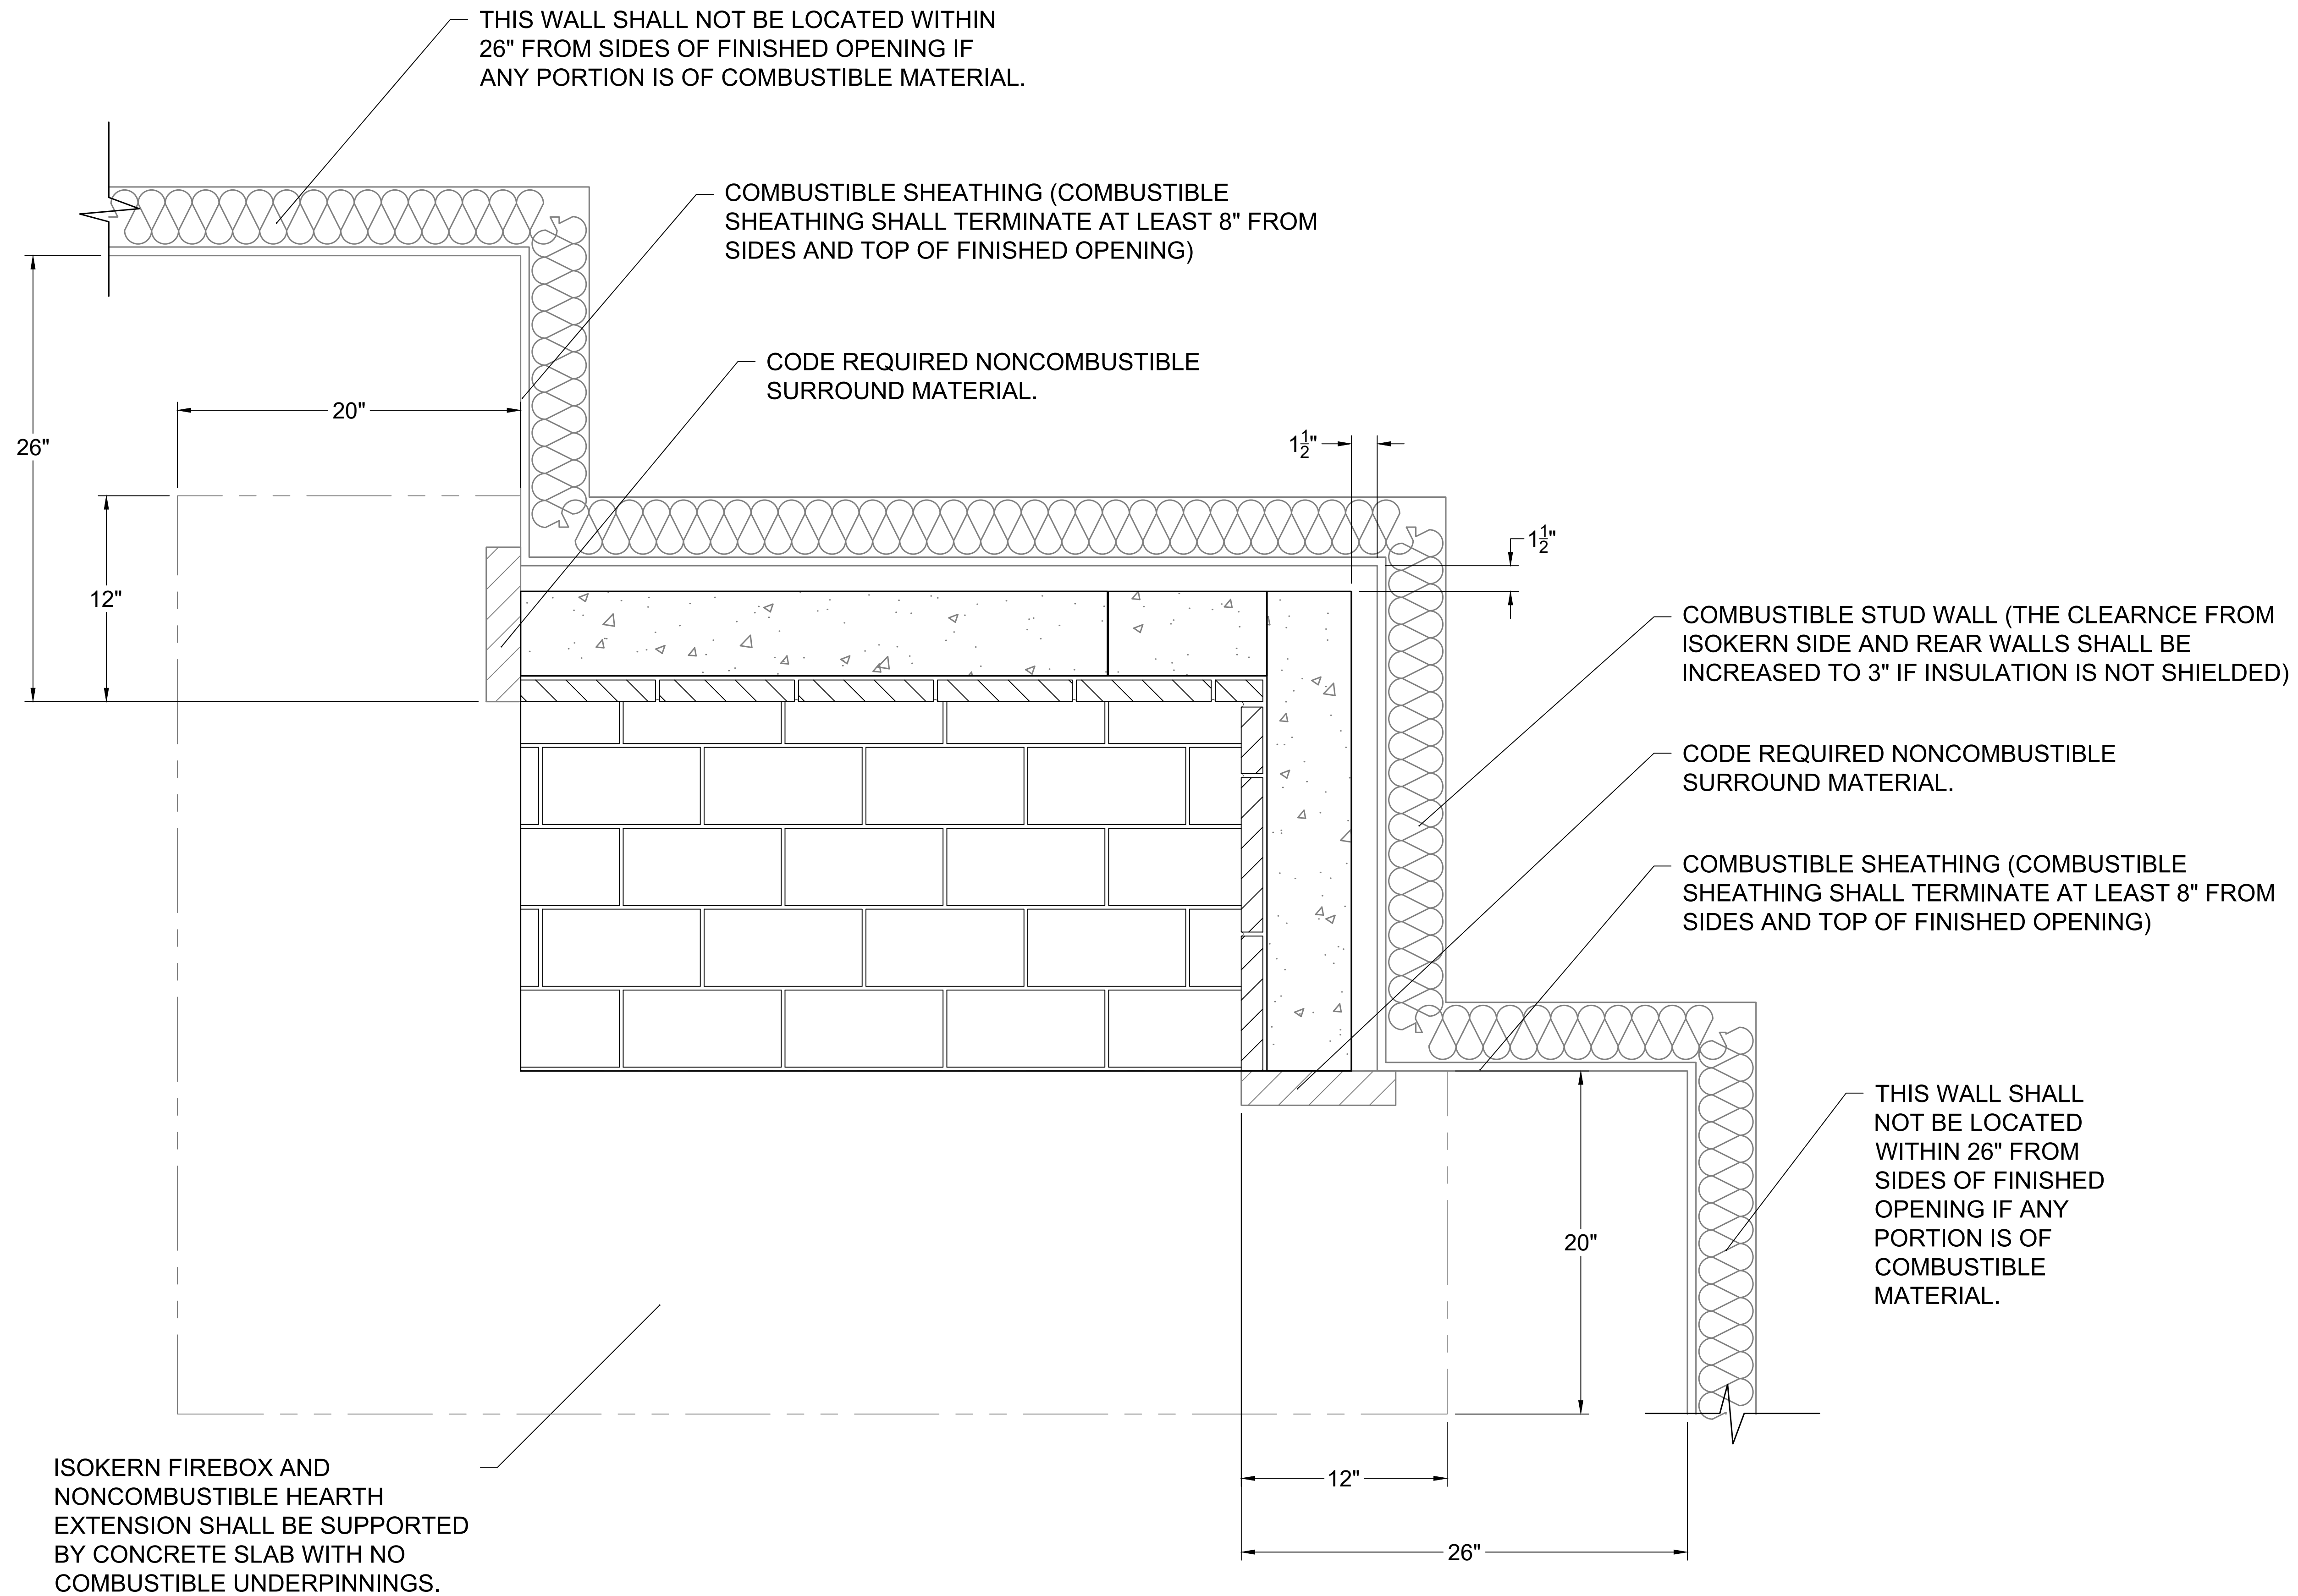 THIS WALL SHALL NOT BE LOCATED WITHIN
26" FROM SIDES OF FINISHED OPENING IF
ANY PORTION IS OF COMBUSTIBLE MATERIAL.
COMBUSTIBLE SHEATHING (COMBUSTIBLE
SHEATHING SHALL TERMINATE AT LEAST 8" FROM
SIDES AND TOP OF FINISHED OPENING)
CODE REQUIRED NONCOMBUSTIBLE
SURROUND MATERIAL.
20"
26"
1 1/2"
1 1/2"
12"
COMBUSTIBLE STUD WALL (THE CLEARNCE FROM
ISOKERN SIDE AND REAR WALLS SHALL BE
INCREASED TO 3" IF INSULATION IS NOT SHIELDED)
CODE REQUIRED NONCOMBUSTIBLE
SURROUND MATERIAL.
COMBUSTIBLE SHEATHING (COMBUSTIBLE
SHEATHING SHALL TERMINATE AT LEAST 8" FROM
SIDES AND TOP OF FINISHED OPENING)
THIS WALL SHALL
NOT BE LOCATED
WITHIN 26" FROM
SIDES OF FINISHED
OPENING IF ANY
PORTION IS OF
COMBUSTIBLE
MATERIAL.
20"
12"
26"
ISOKERN FIREBOX AND
NONCOMBUSTIBLE HEARTH
EXTENSION SHALL BE SUPPORTED
BY CONCRETE SLAB WITH NO
COMBUSTIBLE UNDERPINNINGS.